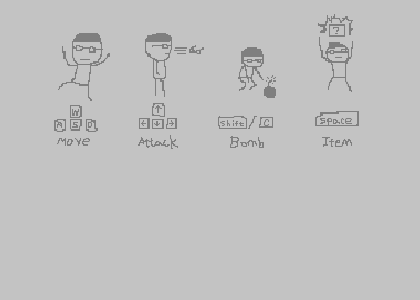 ?
W
A S D
↑
← ↓ →
Shift / C
Space
Move
Attack
Bomb
Item